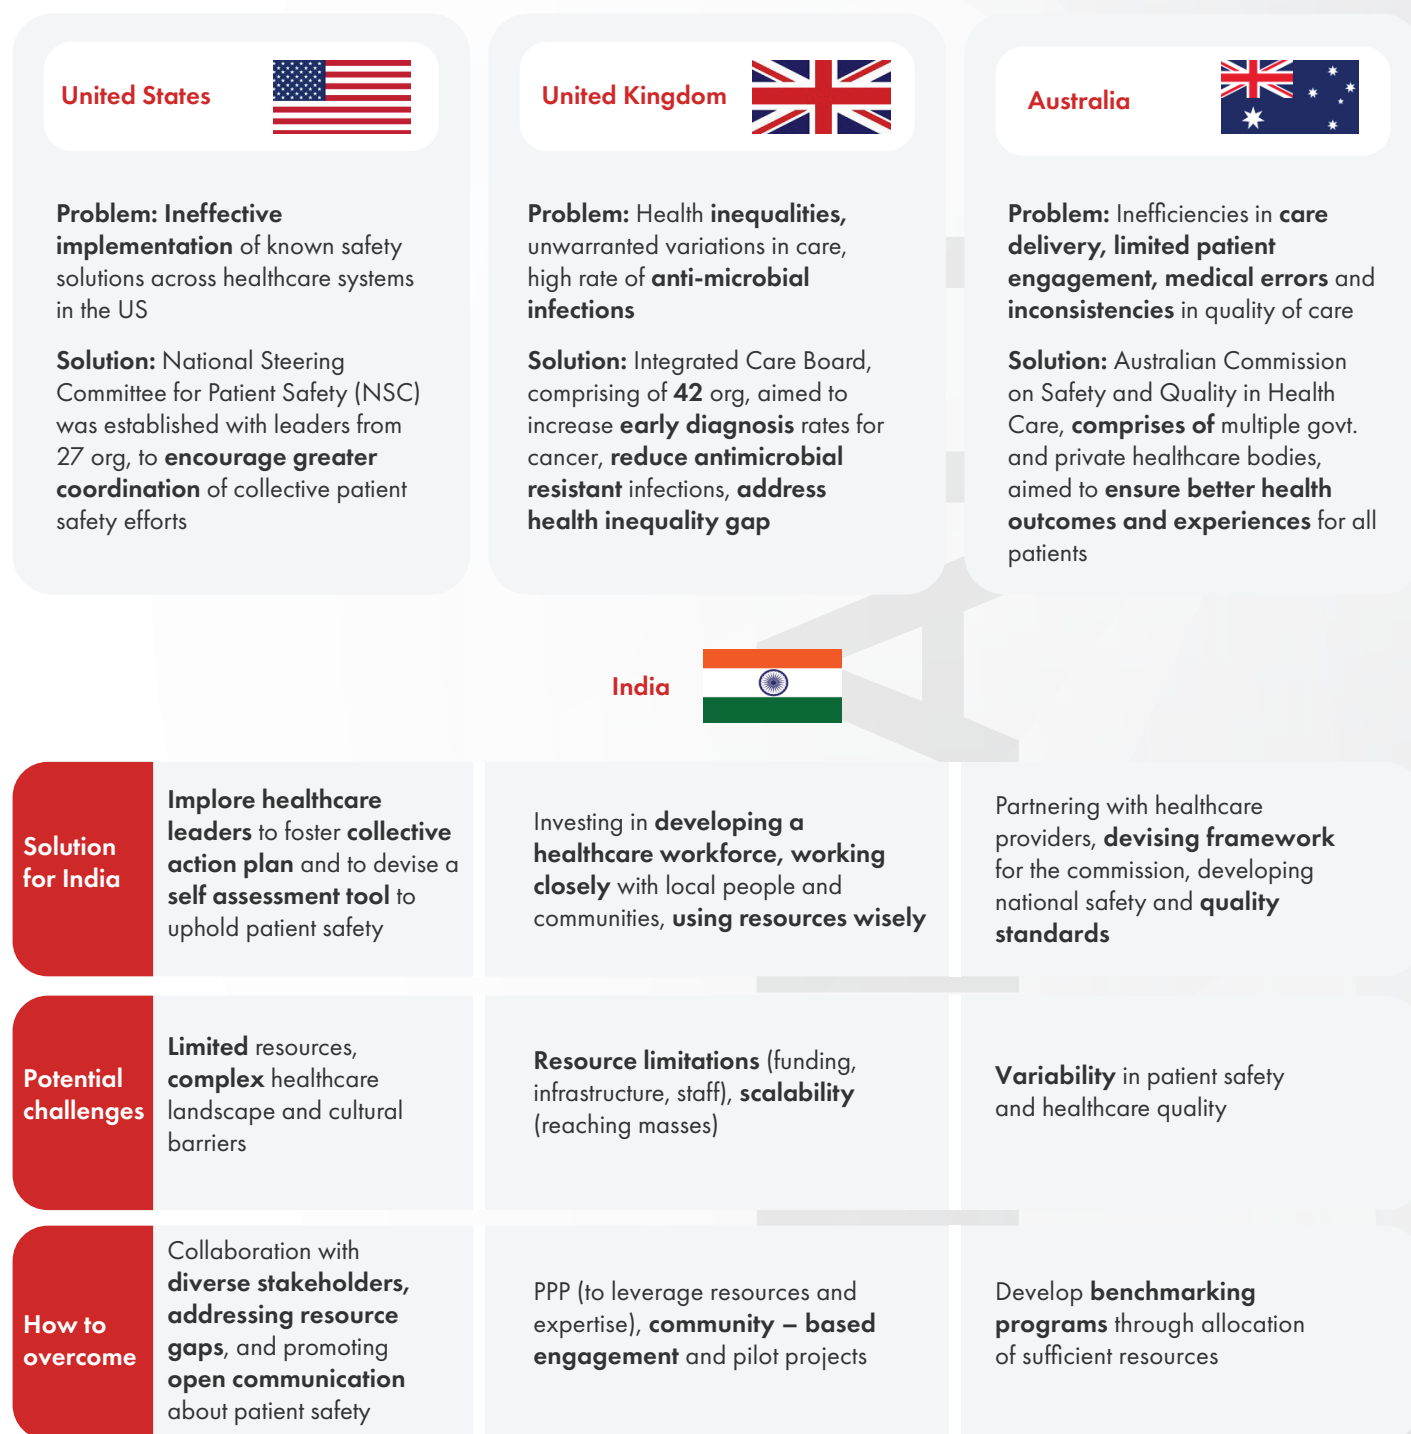 United States
Problem: Ineffective
implementation of known safety
solutions across healthcare systems
in the US
Solution: National Steering
Committee for Patient Safety (NSC)
was established with leaders from
27 org, to encourage greater
coordination of collective patient
safety efforts
United Kingdom
Problem: Health inequalities,
unwarranted variations in care,
high rate of anti-microbial
infections
Solution: Integrated Care Board,
comprising of 42 org, aimed to
increase early diagnosis rates for
cancer, reduce antimicrobial
resistant infections, address
health inequality gap
Australia
Problem: Inefficiencies in care
delivery, limited patient
engagement, medical errors and
inconsistencies in quality of care
Solution: Australian Commission
on Safety and Quality in Health
Care, comprises of multiple govt.
and private healthcare bodies,
aimed to ensure better health
outcomes and experiences for all
patients
India
Solution
for India
Implore healthcare
leaders to foster collective
action plan and to devise a
self assessment tool to
uphold patient safety
Investing in developing a
healthcare workforce, working
closely with local people and
communities, using resources wisely
Partnering with healthcare
providers, devising framework
for the commission, developing
national safety and quality
standards
Potential
challenges
Limited resources,
complex healthcare
landscape and cultural
barriers
Resource limitations (funding,
infrastructure, staff), scalability
(reaching masses)
Variability in patient safety
and healthcare quality
How to
overcome
Collaboration with
diverse stakeholders,
addressing resource
gaps, and promoting
open communication
about patient safety
PPP (to leverage resources and
expertise), community – based
engagement and pilot projects
Develop benchmarking
programs through allocation
of sufficient resources